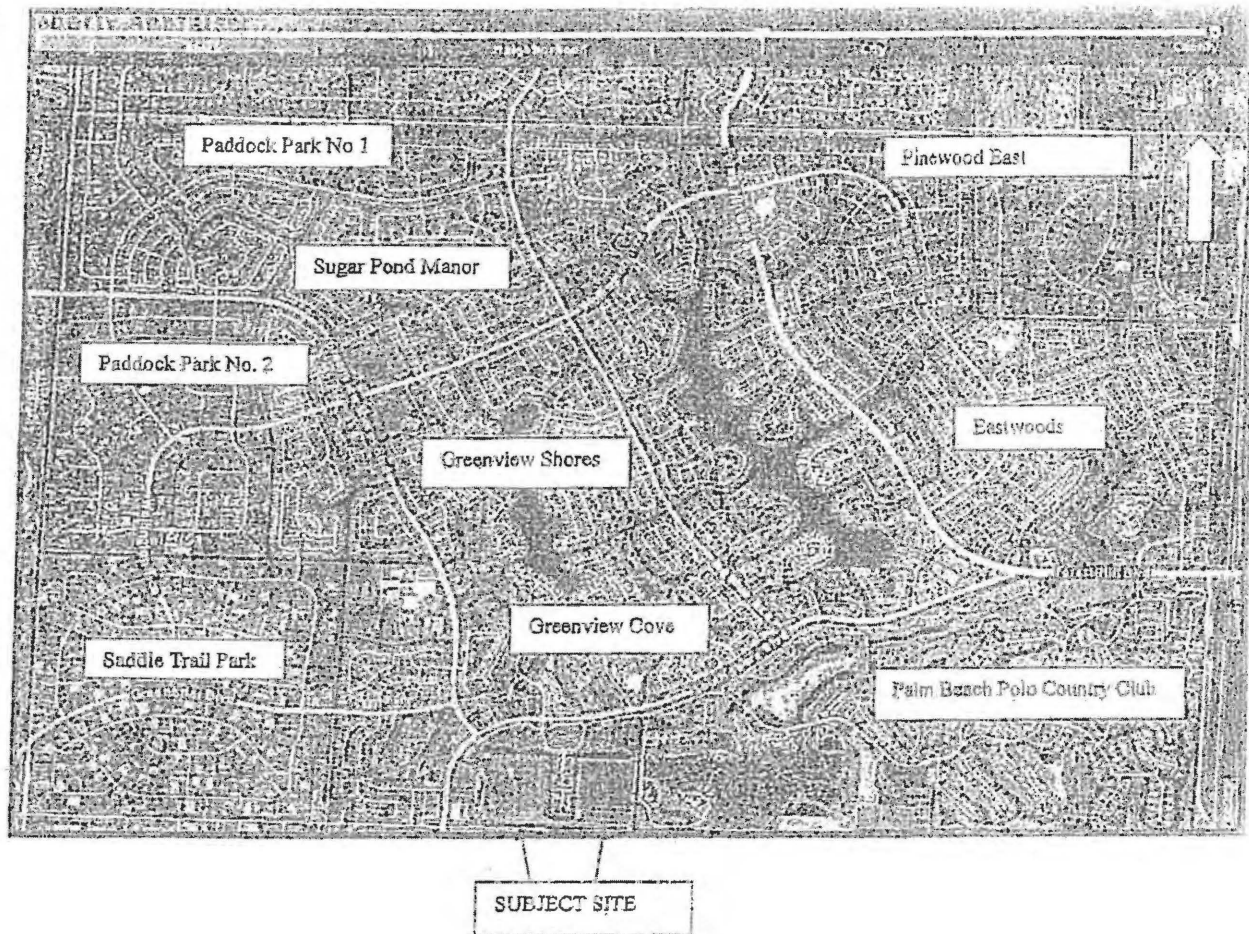 Paddock Park No 1
Pinewood East
Sugar Pond Manor
Paddock Park No. 2
Eastwoods
Greenview Shores
Greenview Cove
Saddle Trail Park
Palm Beach Polo Country Club
SUBJECT SITE